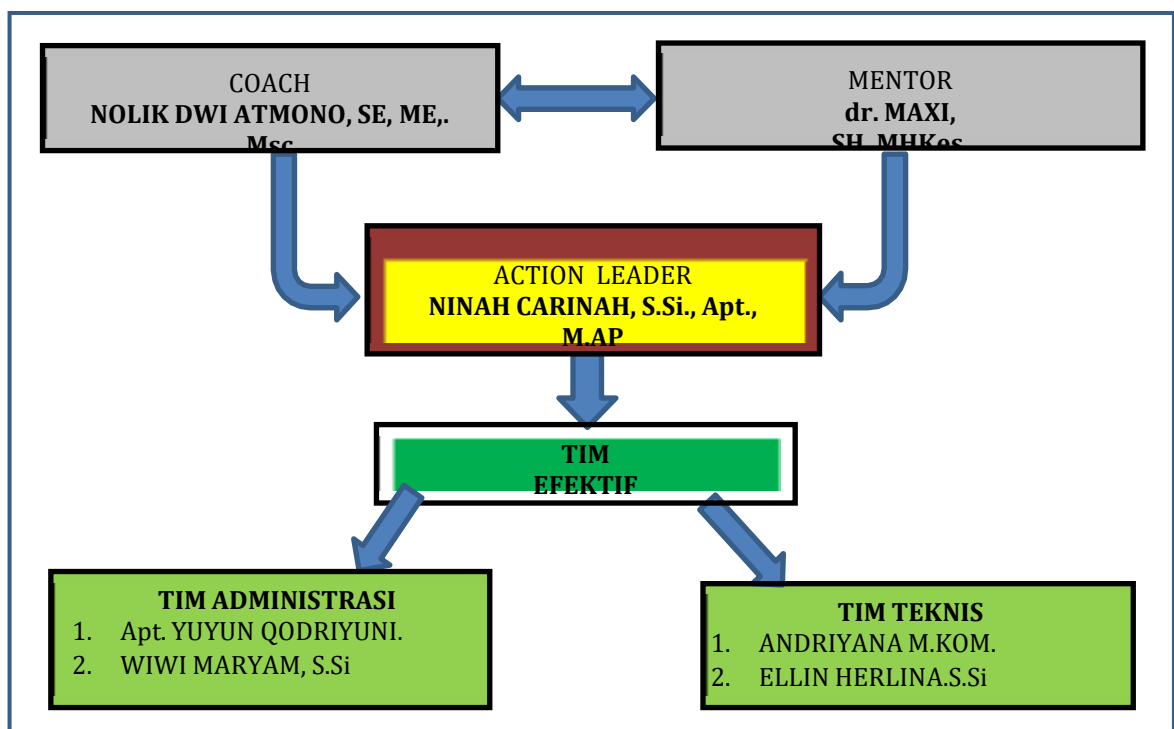 COACH
NOLIK DWI ATMONO, SE, ME,.
Msc
MENTOR
dr. MAXI,
SH, MHKes
ACTION LEADER
NINAH CARINAH, S.Si., Apt.,
M.AP
TIM
EFEKTIF
TIM ADMINISTRASI
1. Apt. YUYUN QODRIYUNI.
2. WIWI MARYAM, S.Si
TIM TEKNIS
1. ANDRIYANA M.KOM.
2. ELLIN HERLINA.S.Si